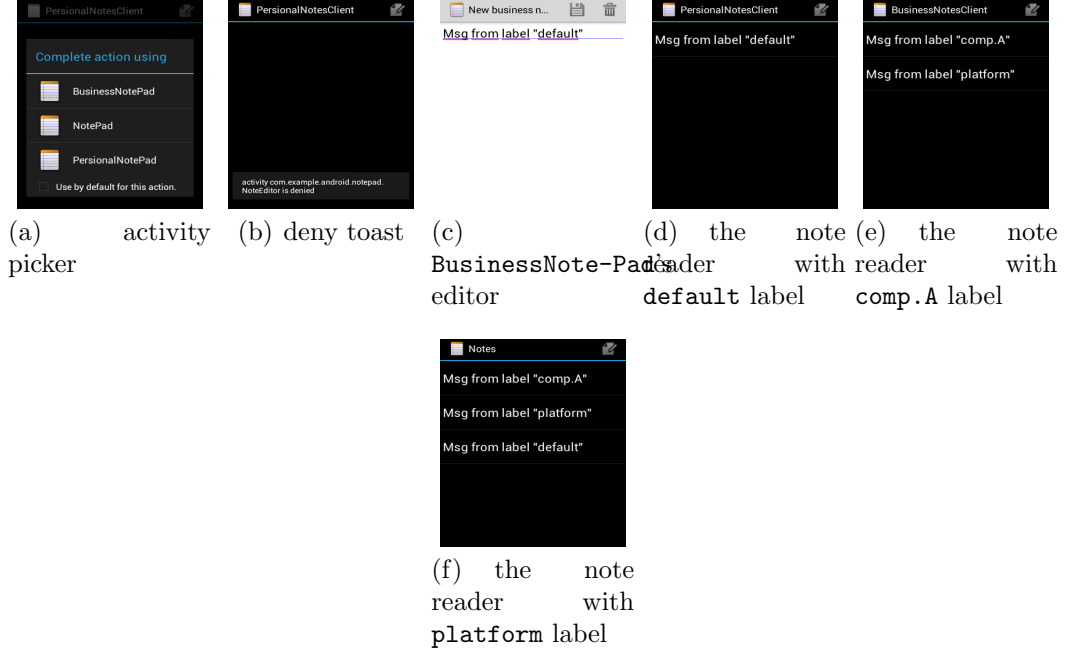 PersionalNotesClient
Complete action using
BusinessNotePad
NotePad
PersionalNotePad
Use by default for this action.
(a) activity
picker
PersionalNotesClient
activity com.example.android.notepad.
NoteEditor is denied
(b) deny toast
New business n...
Msg from label "default"
(c)
BusinessNote-Pad's
editor
PersionalNotesClient
Msg from label "default"
(d) the note
reader with
default label
BusinessNotesClient
Msg from label "comp.A"
Msg from label "platform"
(e) the note
reader with
comp.A label
Notes
Msg from label "comp.A"
Msg from label "platform"
Msg from label "default"
(f) the note
reader with
platform label